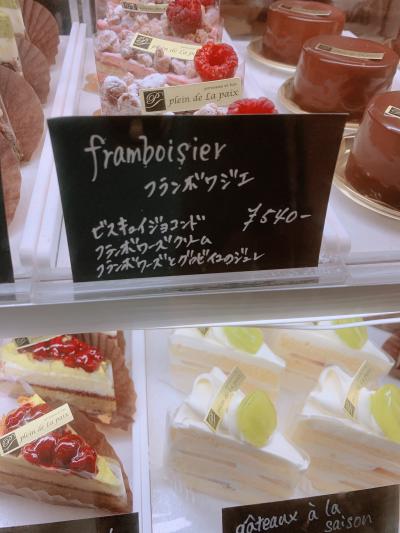 plein de La paix
framboisier
フランボワジエ
¥540-
ビスキュイジョコンド
フランボワーズクリーム
フランボワーズとグロゼイユのジュレ
plein de La paix
plein de La paix
gâteaux à la
saison